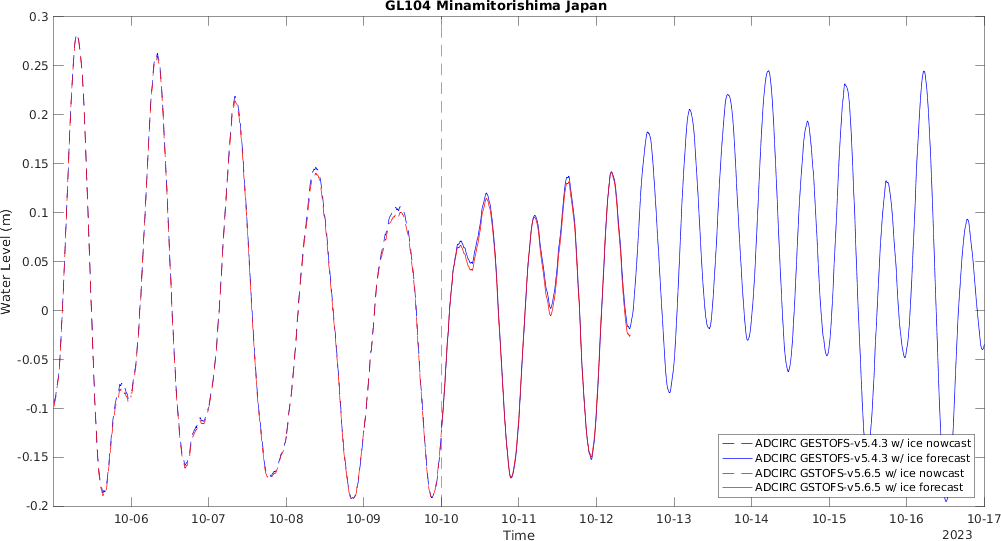 GL104 Minamitorishima Japan
0.3
0.25
0.2
0.15
0.1
0.05
0
-0.05
-0.1
-0.15
-0.2
Water Level (m)
ADCIRC GESTOFS-v5.4.3 w/ ice nowcast
ADCIRC GESTOFS-v5.4.3 w/ ice forecast
ADCIRC GSTOFS-v5.6.5 w/ ice nowcast
ADCIRC GSTOFS-v5.6.5 w/ ice forecast
10-06 10-07 10-08 10-09 10-10 10-11 10-12 10-13 10-14 10-15 10-16 10-17
Time
2023